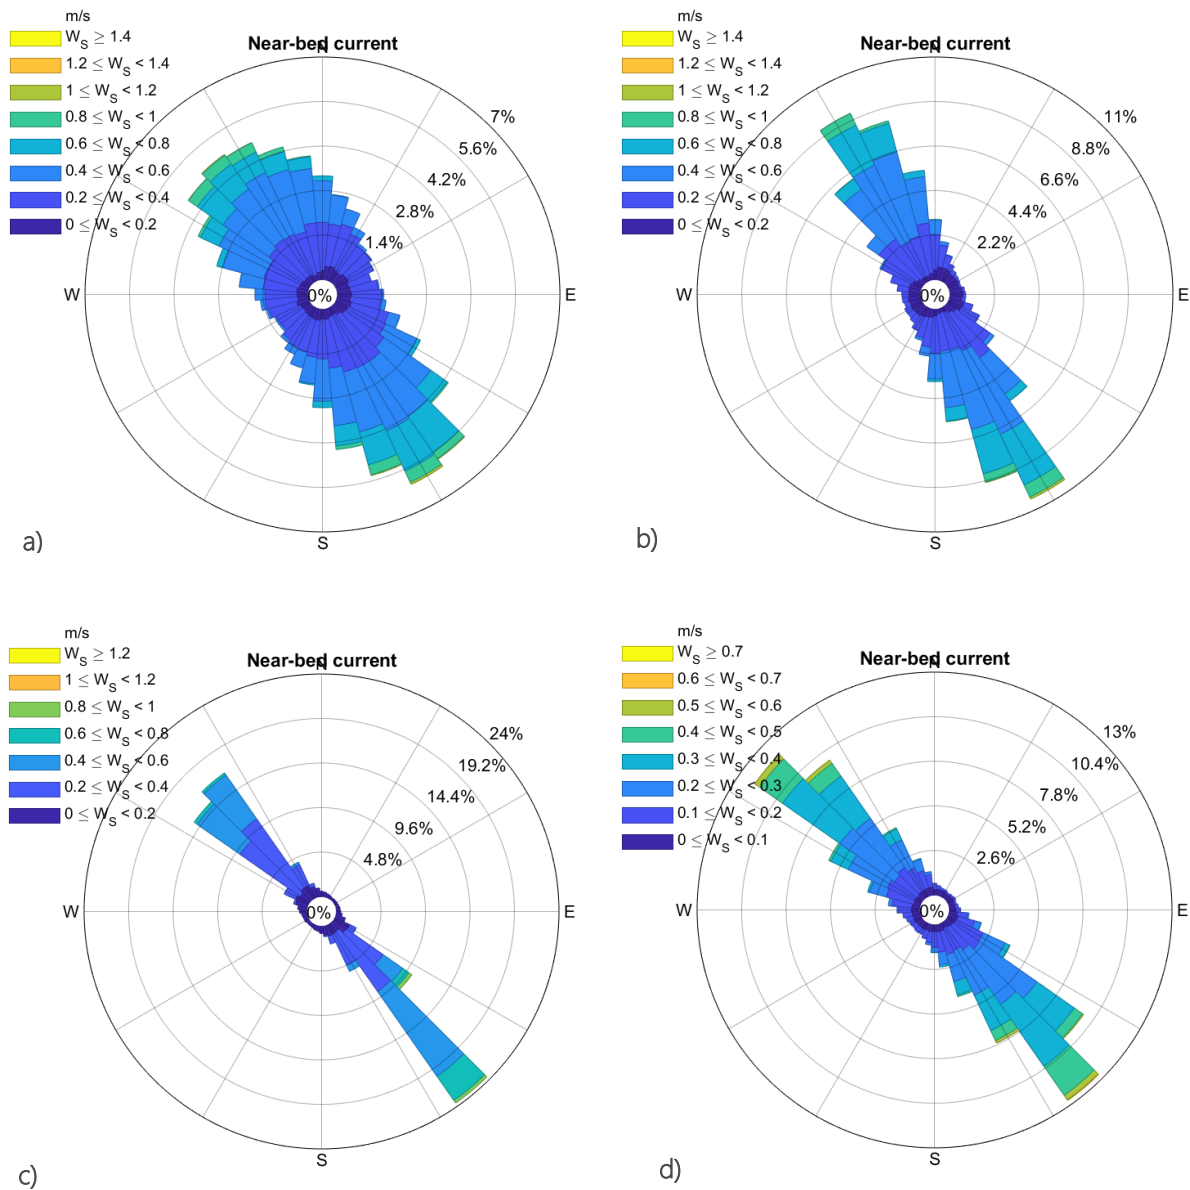 m/s
W_S ≥ 1.4
1.2 ≤ W_S < 1.4
1 ≤ W_S < 1.2
0.8 ≤ W_S < 1
0.6 ≤ W_S < 0.8
0.4 ≤ W_S < 0.6
0.2 ≤ W_S < 0.4
0 ≤ W_S < 0.2
Near-bed current
N
7%
5.6%
4.2%
2.8%
1.4%
0%
W
E
S
a)
m/s
W_S ≥ 1.4
1.2 ≤ W_S < 1.4
1 ≤ W_S < 1.2
0.8 ≤ W_S < 1
0.6 ≤ W_S < 0.8
0.4 ≤ W_S < 0.6
0.2 ≤ W_S < 0.4
0 ≤ W_S < 0.2
Near-bed current
N
11%
8.8%
6.6%
4.4%
2.2%
0%
W
E
S
b)
m/s
W_S ≥ 1.2
1 ≤ W_S < 1.2
0.8 ≤ W_S < 1
0.6 ≤ W_S < 0.8
0.4 ≤ W_S < 0.6
0.2 ≤ W_S < 0.4
0 ≤ W_S < 0.2
Near-bed current
N
24%
19.2%
14.4%
9.6%
4.8%
0%
W
E
S
c)
m/s
W_S ≥ 0.7
0.6 ≤ W_S < 0.7
0.5 ≤ W_S < 0.6
0.4 ≤ W_S < 0.5
0.3 ≤ W_S < 0.4
0.2 ≤ W_S < 0.3
0.1 ≤ W_S < 0.2
0 ≤ W_S < 0.1
Near-bed current
N
13%
10.4%
7.8%
5.2%
2.6%
0%
W
E
S
d)